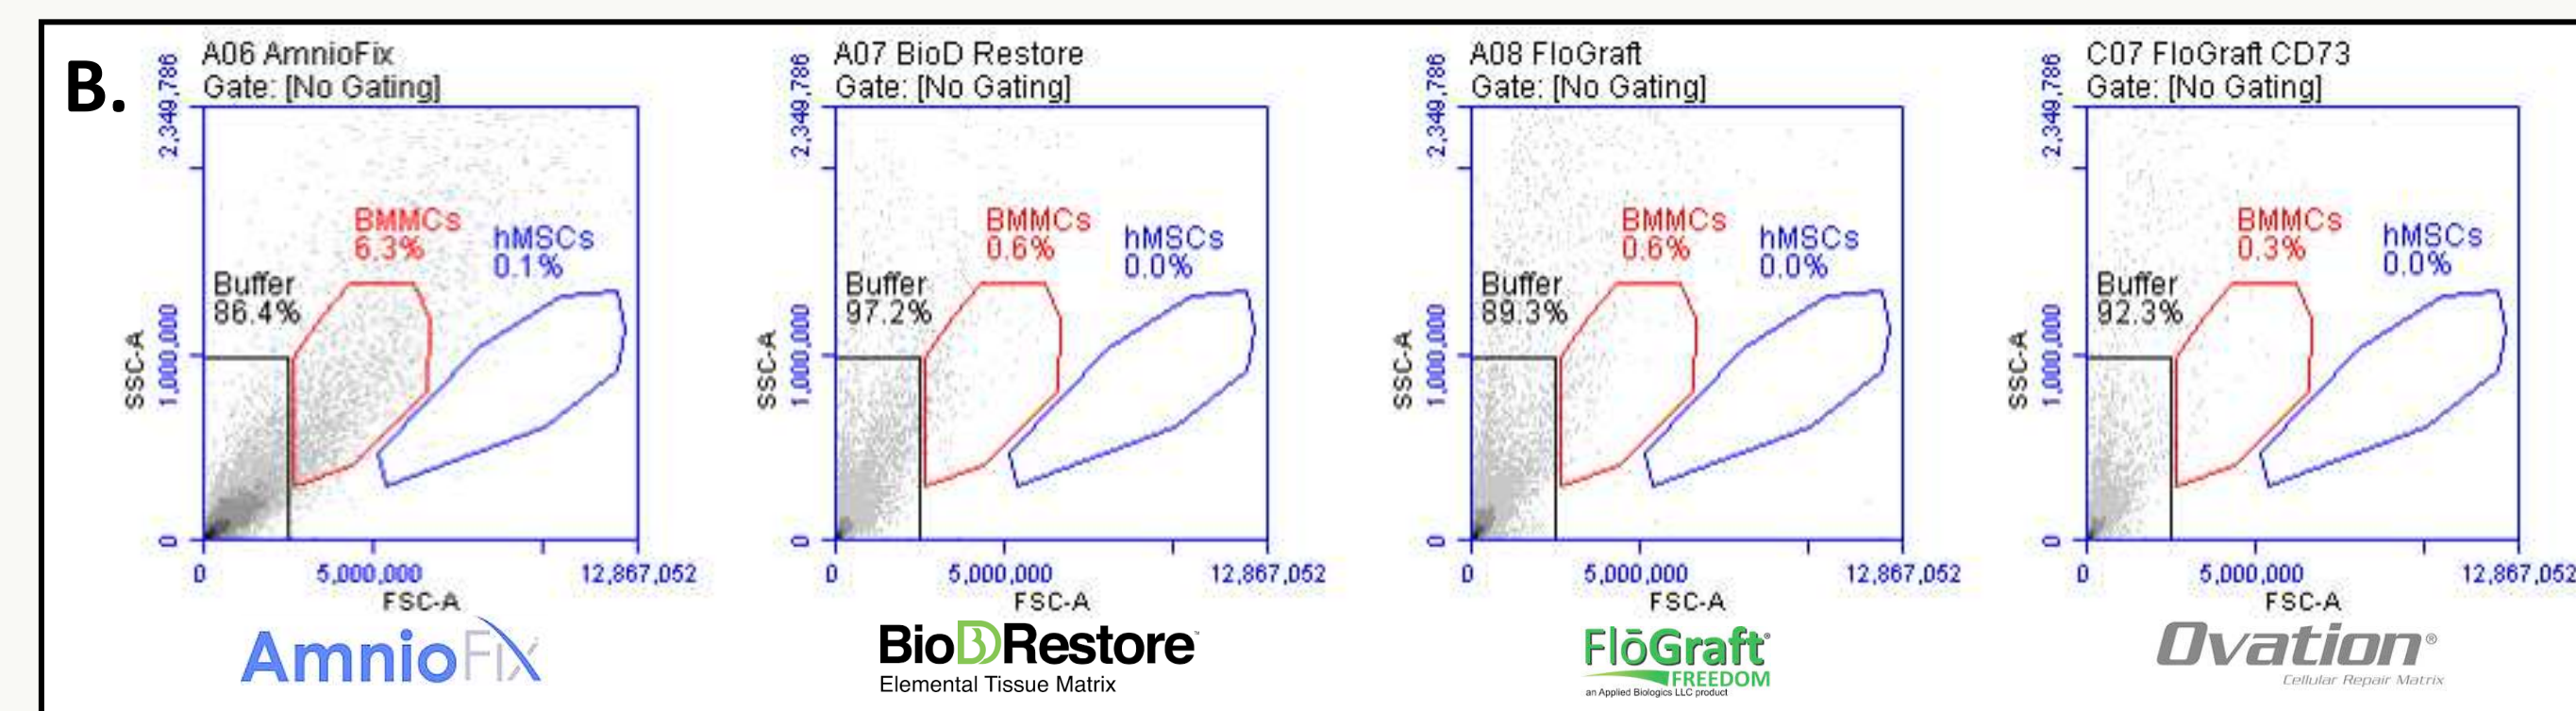 B.
A06 AmnioFix
Gate: [No Gating]
2,349,786
1,000,000
0
SSC-A
BMMCs
6.3%
hMSCs
0.1%
Buffer
86.4%
0
5,000,000
12,867,052
FSC-A
AmnioFix
A07 BioD Restore
Gate: [No Gating]
2,349,786
1,000,000
0
SSC-A
BMMCs
0.6%
hMSCs
0.0%
Buffer
97.2%
0
5,000,000
12,867,052
FSC-A
BioDRestore™
Elemental Tissue Matrix
A08 FloGraft
Gate: [No Gating]
2,349,786
1,000,000
0
SSC-A
BMMCs
0.6%
hMSCs
0.0%
Buffer
89.3%
0
5,000,000
12,867,052
FSC-A
FlōGraft®
FREEDOM
an Applied Biologics LLC product
C07 FloGraft CD73
Gate: [No Gating]
2,349,786
1,000,000
0
SSC-A
BMMCs
0.3%
hMSCs
0.0%
Buffer
92.3%
0
5,000,000
12,867,052
FSC-A
Ovation®
Cellular Repair Matrix